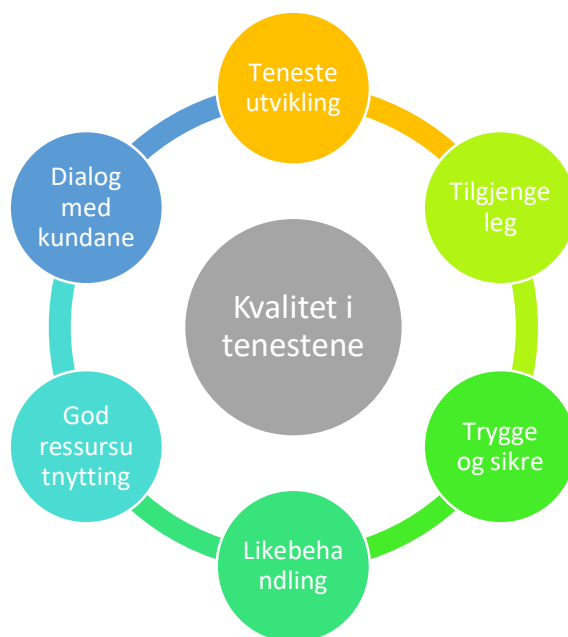 Teneste
utvikling
Tilgjenge
leg
Trygge
og sikre
Likebeha
ndling
God
ressursu
tnytting
Dialog
med
kundane
Kvalitet i
tenestene